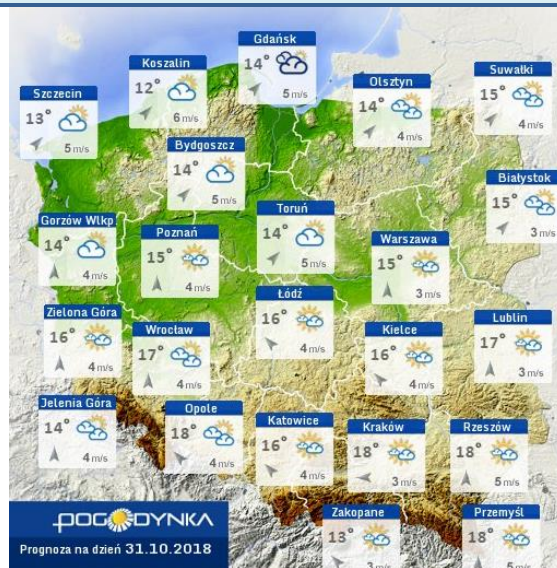 Gdańsk
14°
5 m/s
Koszalin
12°
6 m/s
Suwałki
15°
4 m/s
Olsztyn
14°
4 m/s
Szczecin
13°
5 m/s
Bydgoszcz
14°
5 m/s
Białystok
15°
3 m/s
Toruń
14°
5 m/s
Gorzów Wlkp
14°
4 m/s
Poznań
15°
4 m/s
Warszawa
15°
3 m/s
Łódź
16°
4 m/s
Zielona Góra
16°
4 m/s
Wrocław
17°
4 m/s
Kielce
16°
4 m/s
Lublin
17°
3 m/s
Jelenia Góra
14°
4 m/s
Opole
18°
4 m/s
Katowice
16°
4 m/s
Kraków
18°
3 m/s
Rzeszów
18°
5 m/s
Zakopane
13°
3 m/s
Przemyśl
18°
5 m/s
POGODYNKA
Prognoza na dzień 31.10.2018